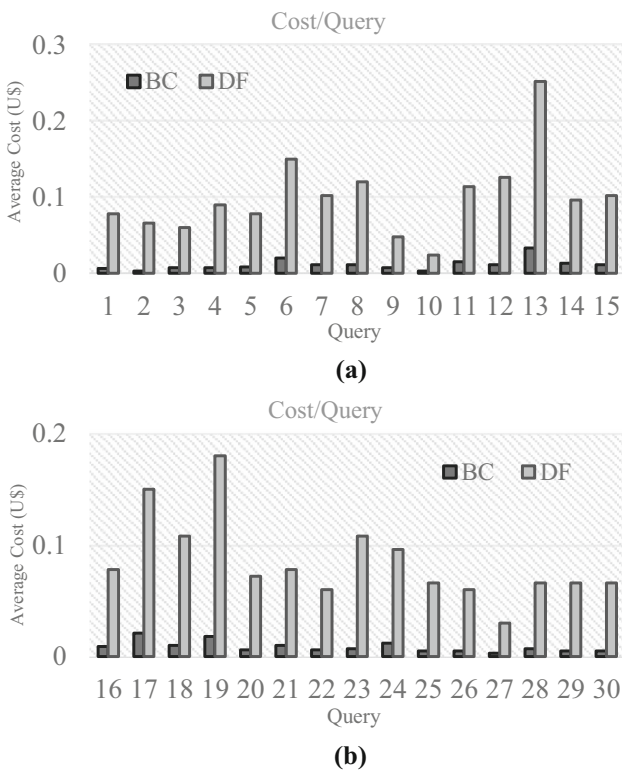 Cost/Query
0.3
0.2
0.1
0
Average Cost (U$)
BC DF
1 2 3 4 5 6 7 8 9 10 11 12 13 14 15
Query
(a)
Cost/Query
0.2
0.1
0
Average Cost (U$)
BC DF
16 17 18 19 20 21 22 23 24 25 26 27 28 29 30
Query
(b)